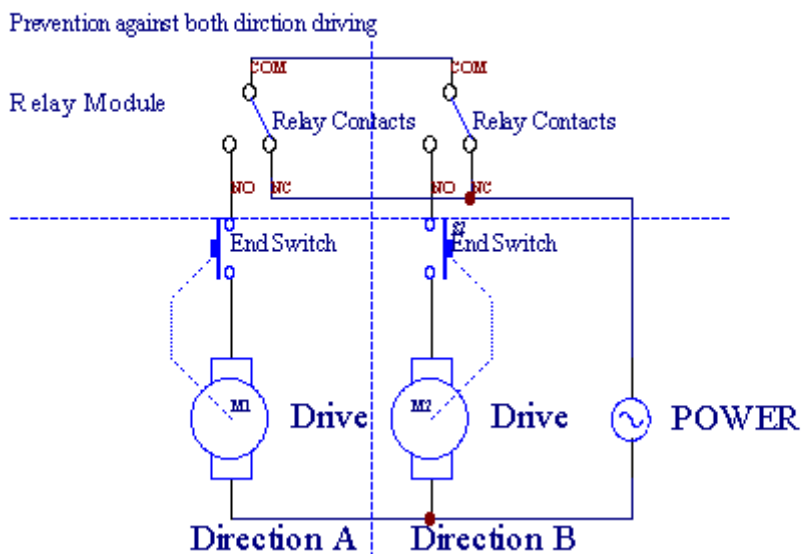 Prevention against both dirction driving
COM
COM
Relay Module
Relay Contacts
Relay Contacts
NO
NC
NO
NC
End Switch
S2
End Switch
M1
Drive
M2
Drive
POWER
Direction A
Direction B